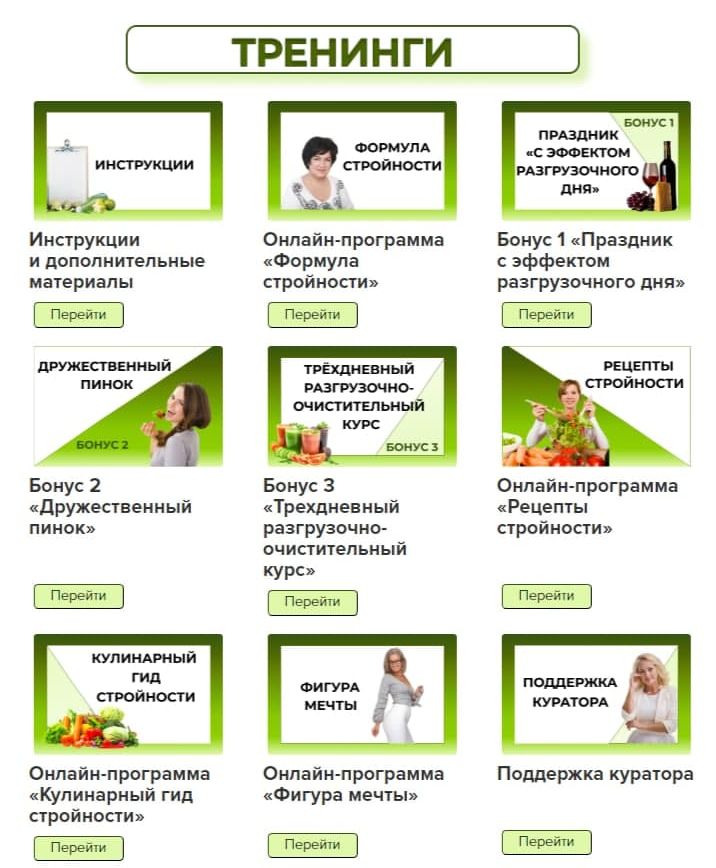 ТРЕНИНГИ
ИНСТРУКЦИИ
Инструкции
и дополнительные
материалы
Перейти
ФОРМУЛА
СТРОЙНОСТИ
Онлайн-программа
«Формула
стройности»
Перейти
БОНУС 1
ПРАЗДНИК
«С ЭФФЕКТОМ
РАЗГРУЗОЧНОГО
ДНЯ»
Бонус 1 «Праздник
с эффектом
разгрузочного дня»
Перейти
ДРУЖЕСТВЕННЫЙ
ПИНОК
БОНУС 2
Бонус 2
«Дружественный
пинок»
Перейти
ТРЁХДНЕВНЫЙ
РАЗГРУЗОЧНО-
ОЧИСТИТЕЛЬНЫЙ
КУРС
БОНУС 3
Бонус 3
«Трехдневный
разгрузочно-
очистительный
курс»
Перейти
РЕЦЕПТЫ
СТРОЙНОСТИ
Онлайн-программа
«Рецепты
стройности»
Перейти
КУЛИНАРНЫЙ
ГИД
СТРОЙНОСТИ
Онлайн-программа
«Кулинарный гид
стройности»
Перейти
ФИГУРА
МЕЧТЫ
Онлайн-программа
«Фигура мечты»
Перейти
ПОДДЕРЖКА
КУРАТОРА
Поддержка куратора
Перейти